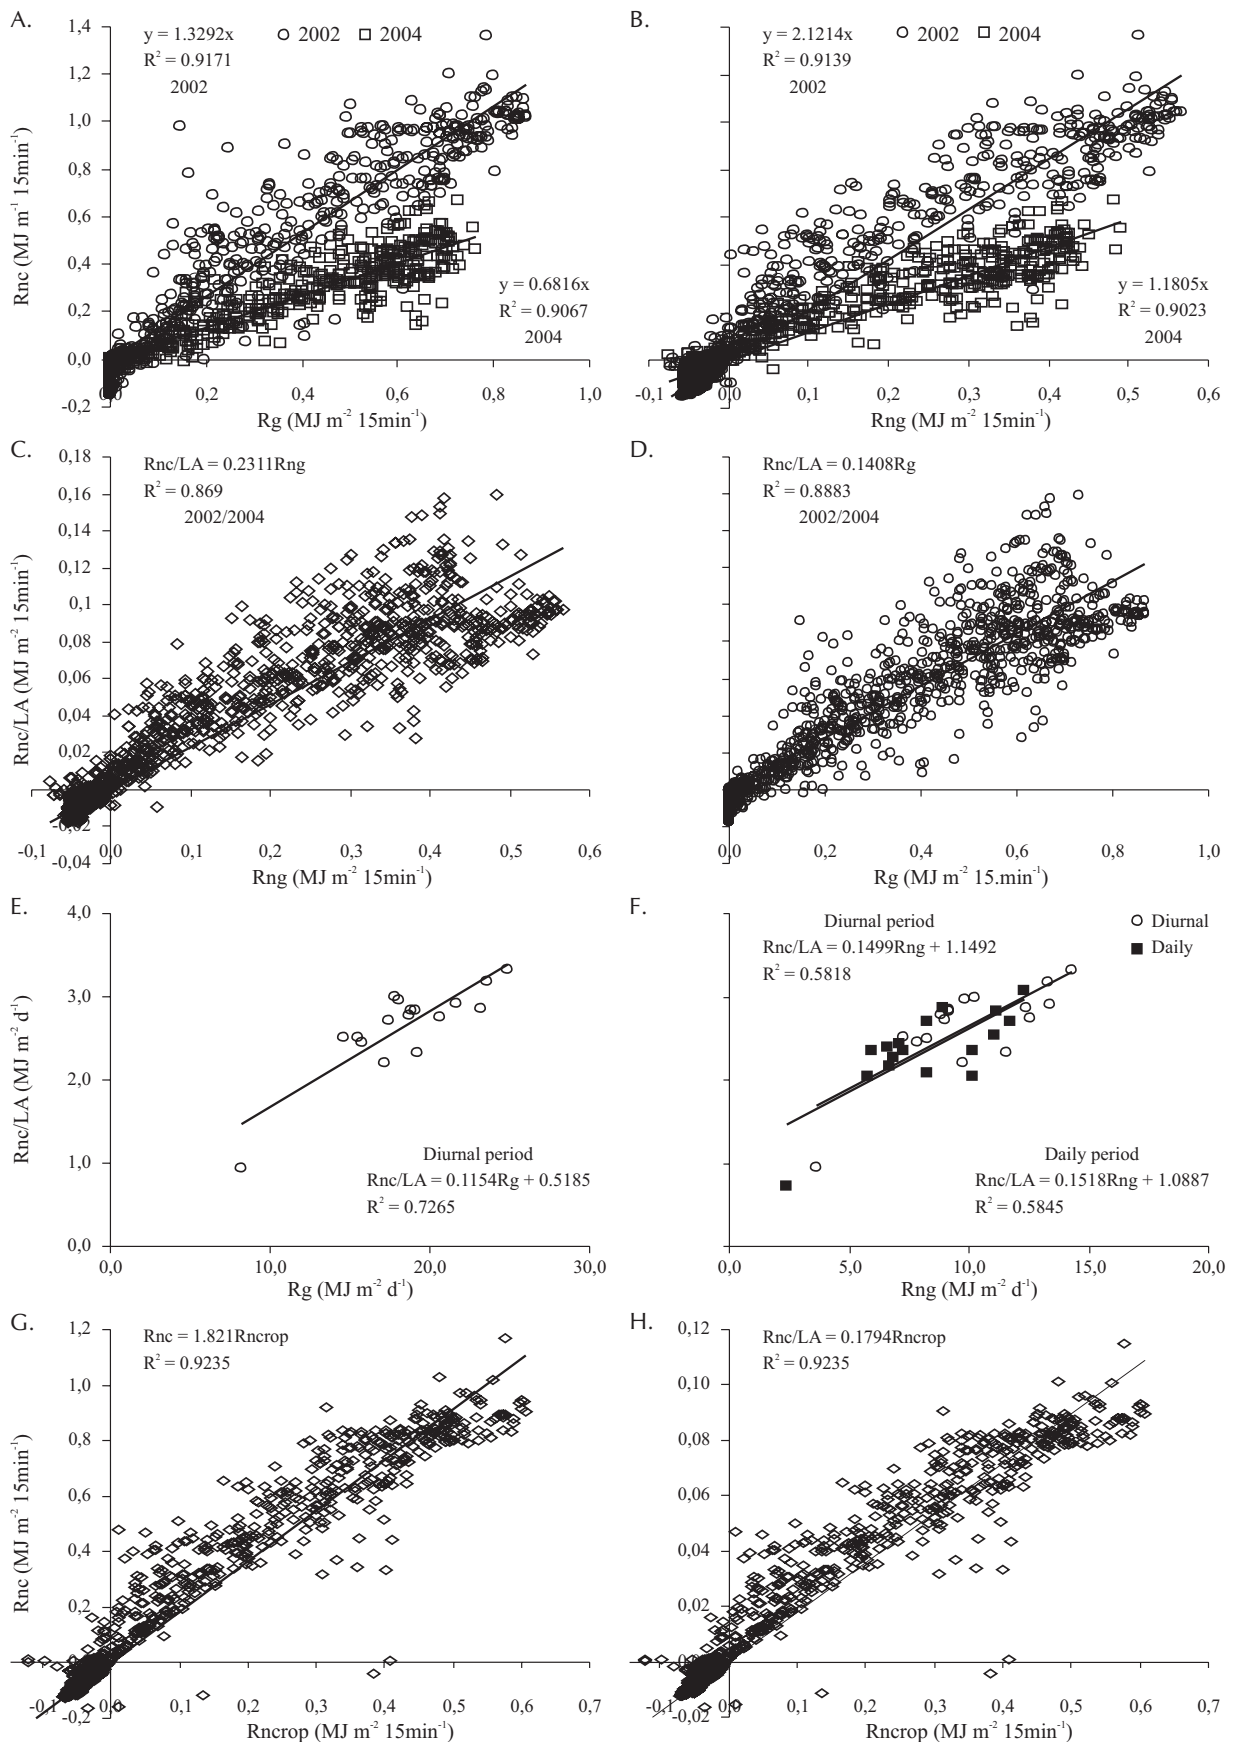 A.
1,4
1,2
1,0
0,8
0,6
0,4
0,2
0,0
-0,2
Rnc (MJ m⁻¹ 15min⁻¹)
y = 1.3292x
R² = 0.9171
2002
2002
2004
y = 0.6816x
R² = 0.9067
2004
0,2
0,4
0,6
0,8
1,0
Rg (MJ m⁻² 15min⁻¹)
B.
y = 2.1214x
R² = 0.9139
2002
2002
2004
y = 1.1805x
R² = 0.9023
2004
-0,1
0,0
0,1
0,2
0,3
0,4
0,5
0,6
Rng (MJ m⁻² 15min⁻¹)
C.
0,18
0,16
0,14
0,12
0,1
0,08
0,06
0,04
0,02
-0,02
-0,04
Rnc/LA (MJ m⁻² 15min⁻¹)
Rnc/LA = 0.2311Rng
R² = 0.869
2002/2004
-0,1
0,0
0,1
0,2
0,3
0,4
0,5
0,6
Rng (MJ m⁻² 15min⁻¹)
D.
Rnc/LA = 0.1408Rg
R² = 0.8883
2002/2004
0,0
0,2
0,4
0,6
0,8
1,0
Rg (MJ m⁻² 15.min⁻¹)
E.
4,0
3,0
2,0
1,0
0,0
Rnc/LA (MJ m⁻² d⁻¹)
Diurnal period
Rnc/LA = 0.1154Rg + 0.5185
R² = 0.7265
0,0
10,0
20,0
30,0
Rg (MJ m⁻² d⁻¹)
F.
Diurnal period
Rnc/LA = 0.1499Rng + 1.1492
R² = 0.5818
Diurnal
Daily
Daily period
Rnc/LA = 0.1518Rng + 1.0887
R² = 0.5845
0,0
5,0
10,0
15,0
20,0
Rng (MJ m⁻² d⁻¹)
G.
1,2
1,0
0,8
0,6
0,4
0,2
-0,2
Rnc (MJ m⁻² 15min⁻¹)
Rnc = 1.821Rncrop
R² = 0.9235
-0,1
0,0
0,1
0,2
0,3
0,4
0,5
0,6
0,7
Rncrop (MJ m⁻² 15min⁻¹)
H.
0,12
0,10
0,08
0,06
0,04
0,02
-0,02
Rnc/LA = 0.1794Rncrop
R² = 0.9235
-0,1
0,0
0,1
0,2
0,3
0,4
0,5
0,6
0,7
Rncrop (MJ m⁻² 15min⁻¹)